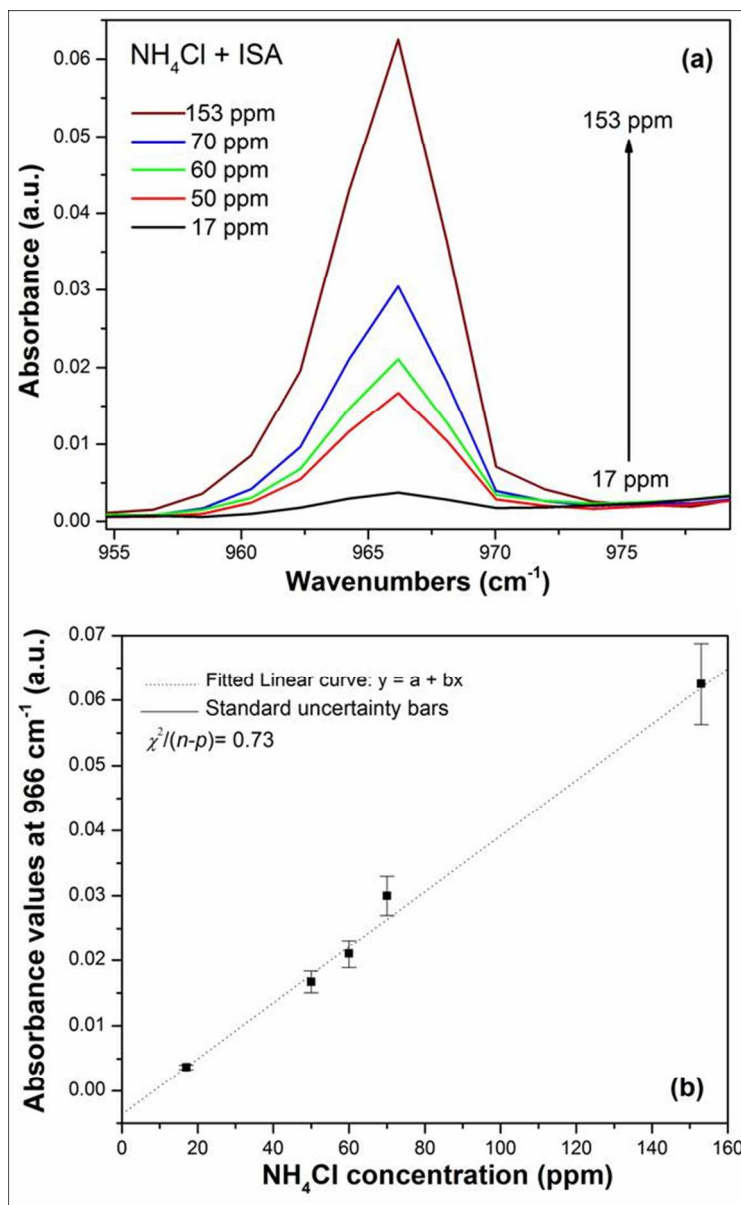 NH₄Cl + ISA
(a)
153 ppm
70 ppm
60 ppm
50 ppm
17 ppm
153 ppm
17 ppm
Absorbance (a.u.)
0.06
0.05
0.04
0.03
0.02
0.01
0.00
955 960 965 970 975
Wavenumbers (cm⁻¹)
Absorbance values at 966 cm⁻¹ (a.u.)
0.07
0.06
0.05
0.04
0.03
0.02
0.01
0.00
Fitted Linear curve: y = a + bx
Standard uncertainty bars
χ²/(n-p)= 0.73
(b)
0 20 40 60 80 100 120 140 160
NH₄Cl concentration (ppm)